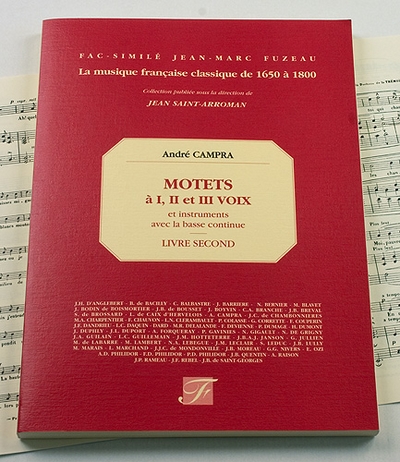 FAC-SIMILÉ JEAN-MARC FUZEAU
La musique française classique de 1650 à 1800
Collection publiée sous la direction de
JEAN SAINT-ARROMAN
André CAMPRA
MOTETS
à I, II et III VOIX
et instruments
avec la basse continue
LIVRE SECOND
J.H. D'ANGLEBERT - B. de BACILLY - C. BALBASTRE - J. BARRIERE - N. BERNIER - M. BLAVET
J. BODIN de BOISMORTIER - J.B. de BOUSSET - J. BOYVIN - C.A. BRANCHE - J.B. BREVAL
S. de BROSSARD - L. de CAIX d'HERVELOIS - A. CAMPRA - J.C. de CHAMBONNIERES
M.A. CHARPENTIER - F. CHAUVON - L.N. CLERAMBAULT - P. COLASSE - G. CORRETTE - F. COUPERIN
J.F. DANDRIEU - L.C. DAQUIN - DARD - M.R. DELALANDE - F. DEVIENNE - P. DUMAGE - H. DUMONT
J. DUPHLY - J.L. DUPORT - A. FORQUERAY - P. GAVINIES - N. GIGAULT - N. DE GRIGNY
J.A. GUILAIN - L.G. GUILLEMAIN - J.M. HOTTETERRE - J.B.A.J. JANSON - G. JULLIEN
M. de LABARRE - M. LAMBERT - N.A. LEBEGUE - J.M. LECLAIR - S. LEDUC - J.B. LULLY
M. MARAIS - L. MARCHAND - J.J.C. de MONDONVILLE - J.B. MOREAU - G.G. NIVERS - E. OZI
A.D. PHILIDOR - F.D. PHILIDOR - P.D. PHILIDOR - J.B. QUENTIN - A. RAISON
J.P. RAMEAU - J.F. REBEL - J.B. de SAINT-GEORGES